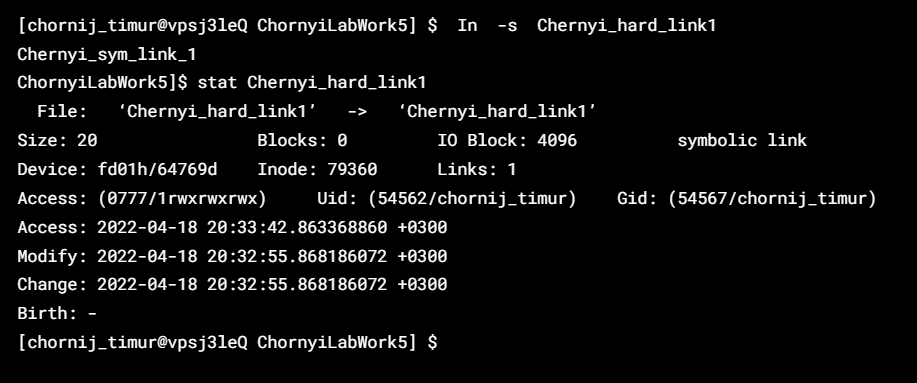 [chornij_timur@vpsj3leQ ChornyiLabWork5] $ In -s Chernyi_hard_link1
Chernyi_sym_link_1
ChornyiLabWork5]$ stat Chernyi_hard_link1
File: ‘Chernyi_hard_link1’ -> ‘Chernyi_hard_link1’
Size: 20 Blocks: 0 IO Block: 4096 symbolic link
Device: fd01h/64769d Inode: 79360 Links: 1
Access: (0777/1rwxrwxrwx) Uid: (54562/chornij_timur) Gid: (54567/chornij_timur)
Access: 2022-04-18 20:33:42.863368860 +0300
Modify: 2022-04-18 20:32:55.868186072 +0300
Change: 2022-04-18 20:32:55.868186072 +0300
Birth: -
[chornij_timur@vpsj3leQ ChornyiLabWork5] $